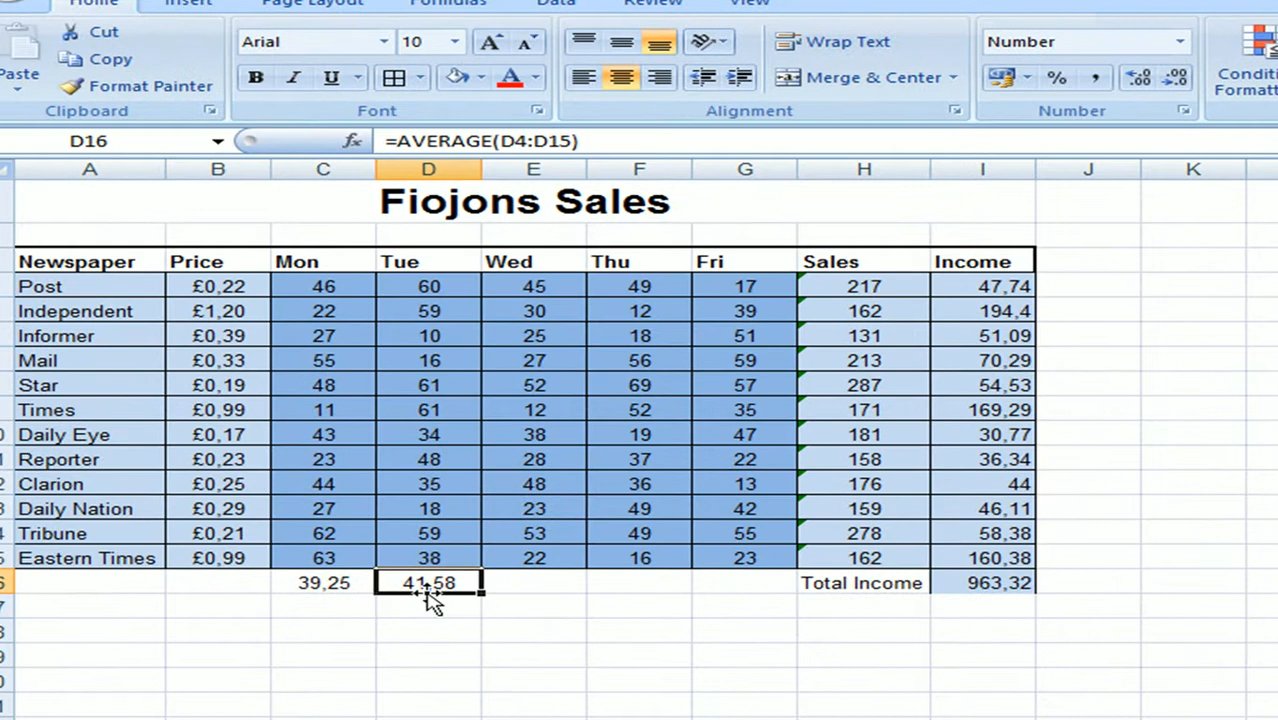 Home Insert Page Layout Formulas Data Review View
Cut
Arial 10 Wrap Text Number
Copy
Paste Format Painter B I U A Merge & Center % ,
Clipboard Font Alignment Number
D16 fx =AVERAGE(D4:D15)
A B C D E F G H I J K
Fiojons Sales
Newspaper Price Mon Tue Wed Thu Fri Sales Income
Post £0,22 46 60 45 49 17 217 47,74
Independent £1,20 22 59 30 12 39 162 194,4
Informer £0,39 27 10 25 18 51 131 51,09
Mail £0,33 55 16 27 56 59 213 70,29
Star £0,19 48 61 52 69 57 287 54,53
Times £0,99 11 61 12 52 35 171 169,29
Daily Eye £0,17 43 34 38 19 47 181 30,77
Reporter £0,23 23 48 28 37 22 158 36,34
Clarion £0,25 44 35 48 36 13 176 44
Daily Nation £0,29 27 18 23 49 42 159 46,11
Tribune £0,21 62 59 53 49 55 278 58,38
Eastern Times £0,99 63 38 22 16 23 162 160,38
39,25 41,58 Total Income 963,32